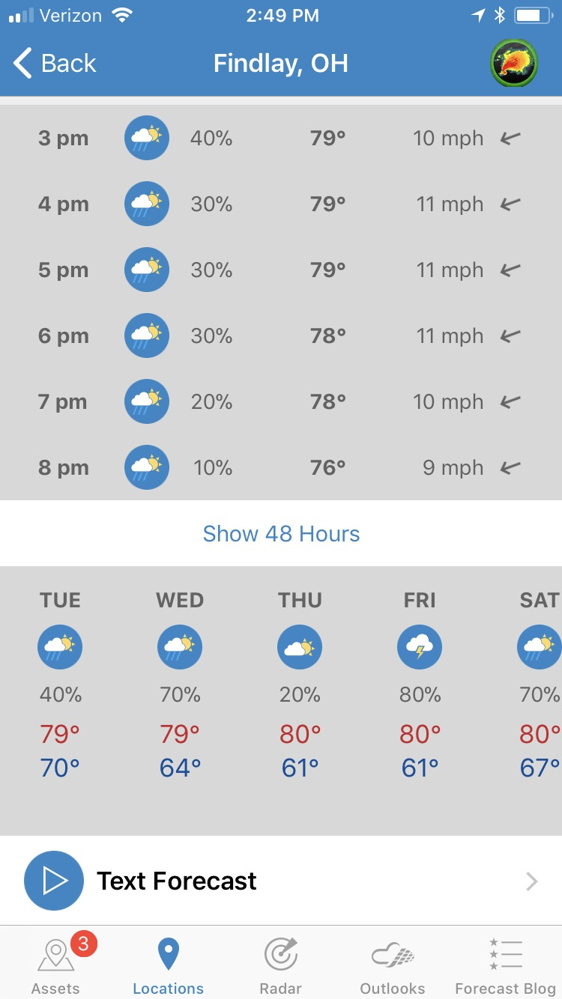 Verizon 2:49 PM
Back Findlay, OH
3 pm 40% 79° 10 mph
4 pm 30% 79° 11 mph
5 pm 30% 79° 11 mph
6 pm 30% 78° 11 mph
7 pm 20% 78° 10 mph
8 pm 10% 76° 9 mph
Show 48 Hours
TUE WED THU FRI SAT
40% 70% 20% 80% 70%
79° 79° 80° 80° 80°
70° 64° 61° 61° 67°
Text Forecast
3
Assets Locations Radar Outlooks Forecast Blog